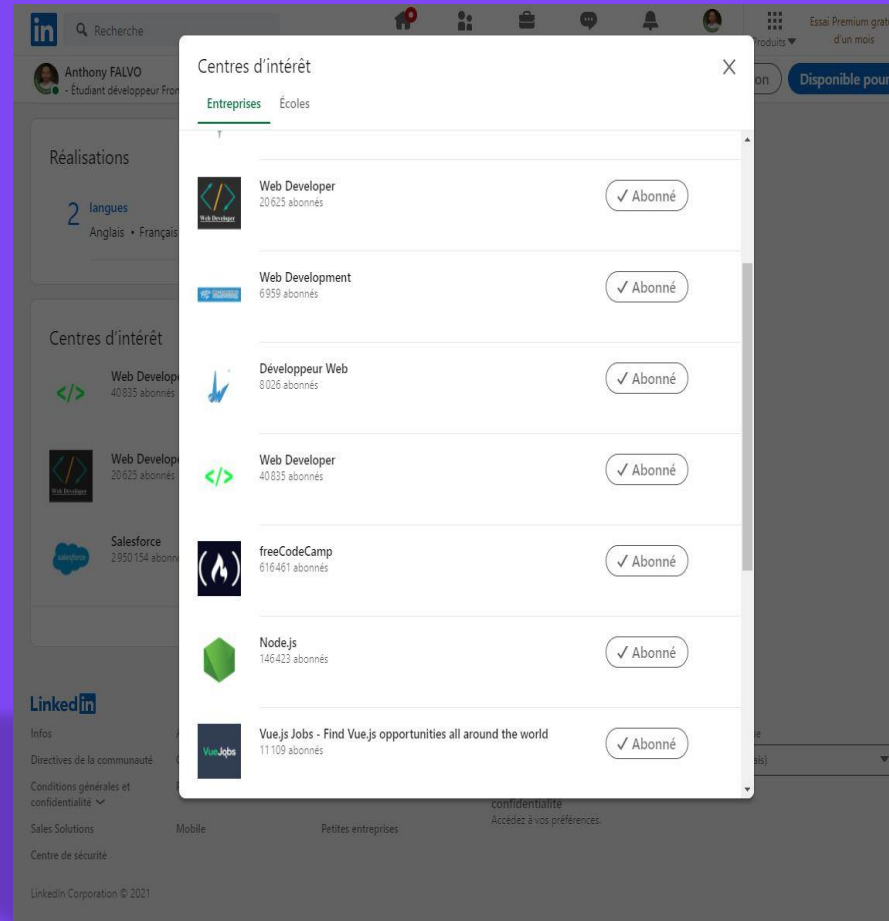 in
Recherche
Produits
Essai Premium grat
d'un mois
Anthony FALVO
- Étudiant développeur Fron
on
Disponible pour
Centres d'intérêt
X
Entreprises
Écoles
Web Developer
20 625 abonnés
✓ Abonné
Web Development
6 959 abonnés
✓ Abonné
Développeur Web
8 026 abonnés
✓ Abonné
</>
Web Developer
40 835 abonnés
✓ Abonné
freeCodeCamp
616 461 abonnés
✓ Abonné
Node.js
146 423 abonnés
✓ Abonné
VueJobs
Vue.js Jobs - Find Vue.js opportunities all around the world
11 109 abonnés
✓ Abonné
Réalisations
2 langues
Anglais • Français
Centres d'intérêt
</>
Web Develope
40 835 abonnés
Web Developer
Web Develope
20 625 abonnés
salesforce
Salesforce
2 950 154 abonn
Linkedin
Infos
Directives de la communauté
Conditions générales et
confidentialité
Sales Solutions
Mobile
Petites entreprises
Centre de sécurité
confidentialité
Accédez à vos préférences.
LinkedIn Corporation © 2021